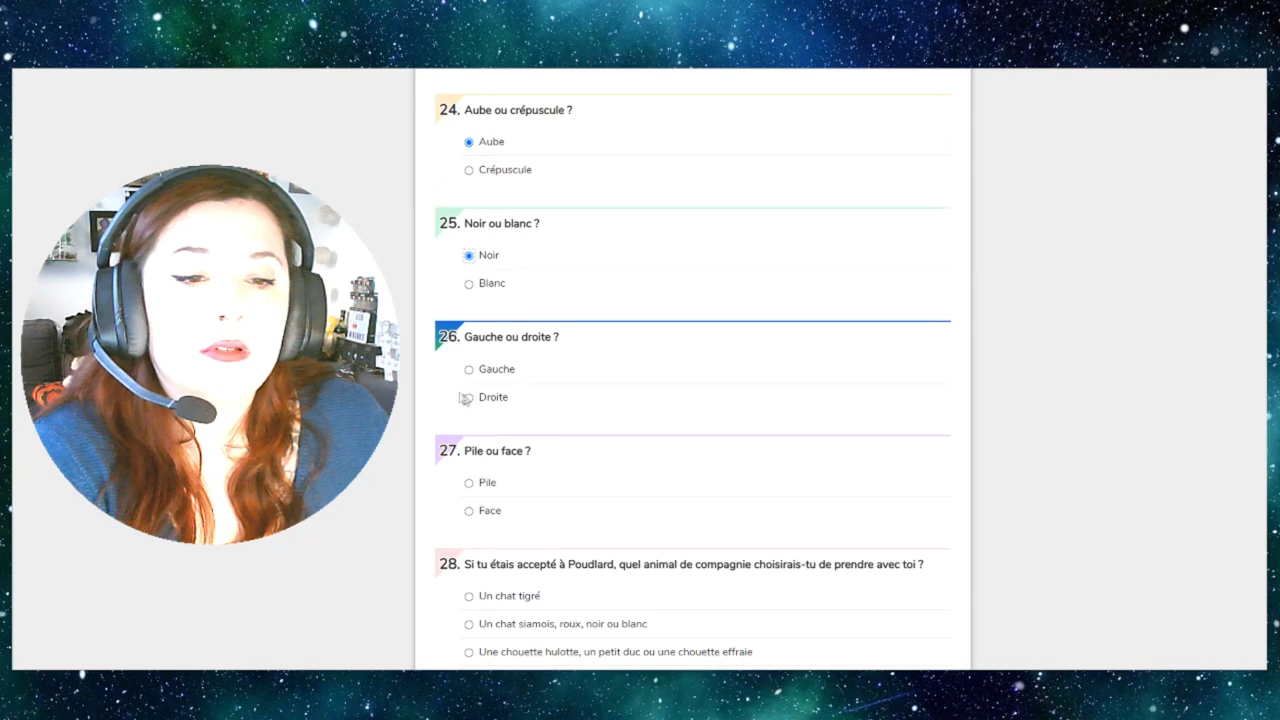 24. Aube ou crépuscule ?
Aube
Crépuscule
25. Noir ou blanc ?
Noir
Blanc
26. Gauche ou droite ?
Gauche
Droite
27. Pile ou face ?
Pile
Face
28. Si tu étais accepté à Poudlard, quel animal de compagnie choisirais-tu de prendre avec toi ?
Un chat tigré
Un chat siamois, roux, noir ou blanc
Une chouette hulotte, un petit duc ou une chouette effraie